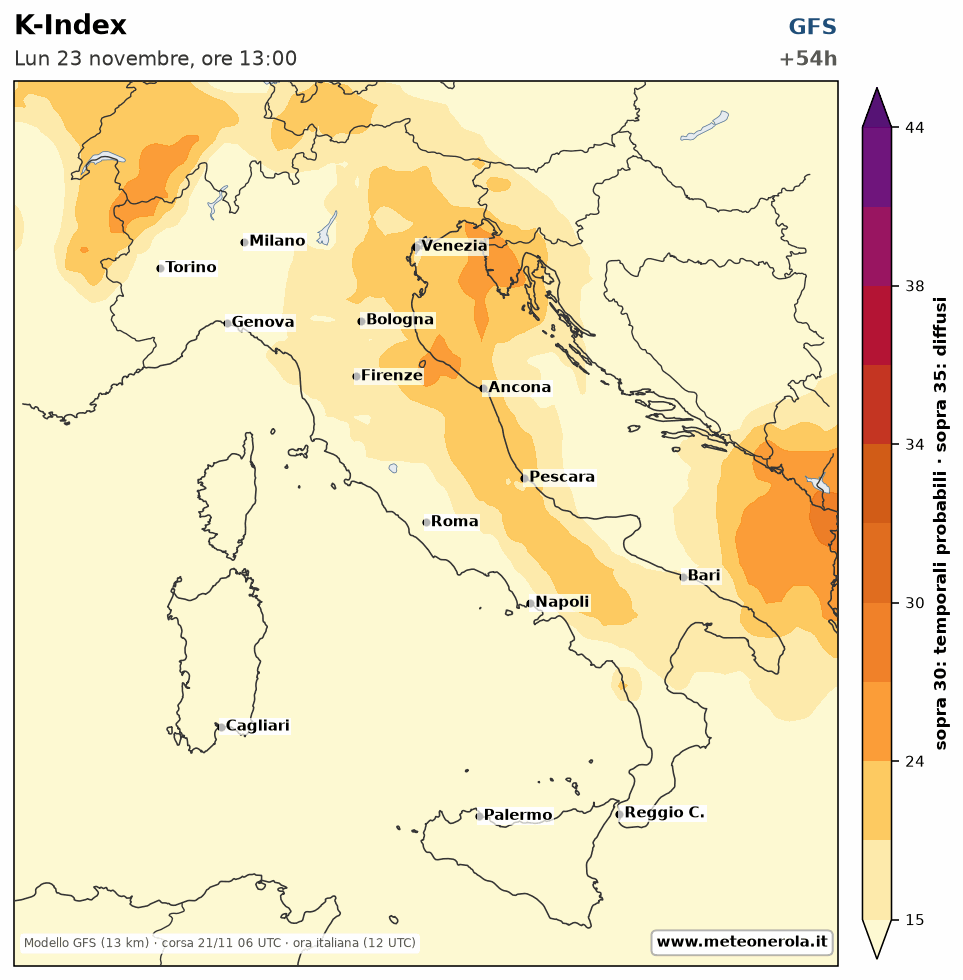 K-Index
GFS
Lun 23 novembre, ore 13:00
+54h
44
38
34
30
24
15
sopra 30: temporali probabili · sopra 35: diffusi
Milano
Venezia
Torino
Genova
Bologna
Firenze
Ancona
Pescara
Roma
Bari
Napoli
Cagliari
Palermo
Reggio C.
Modello GFS (13 km) · corsa 21/11 06 UTC · ora italiana (12 UTC)
www.meteonerola.it